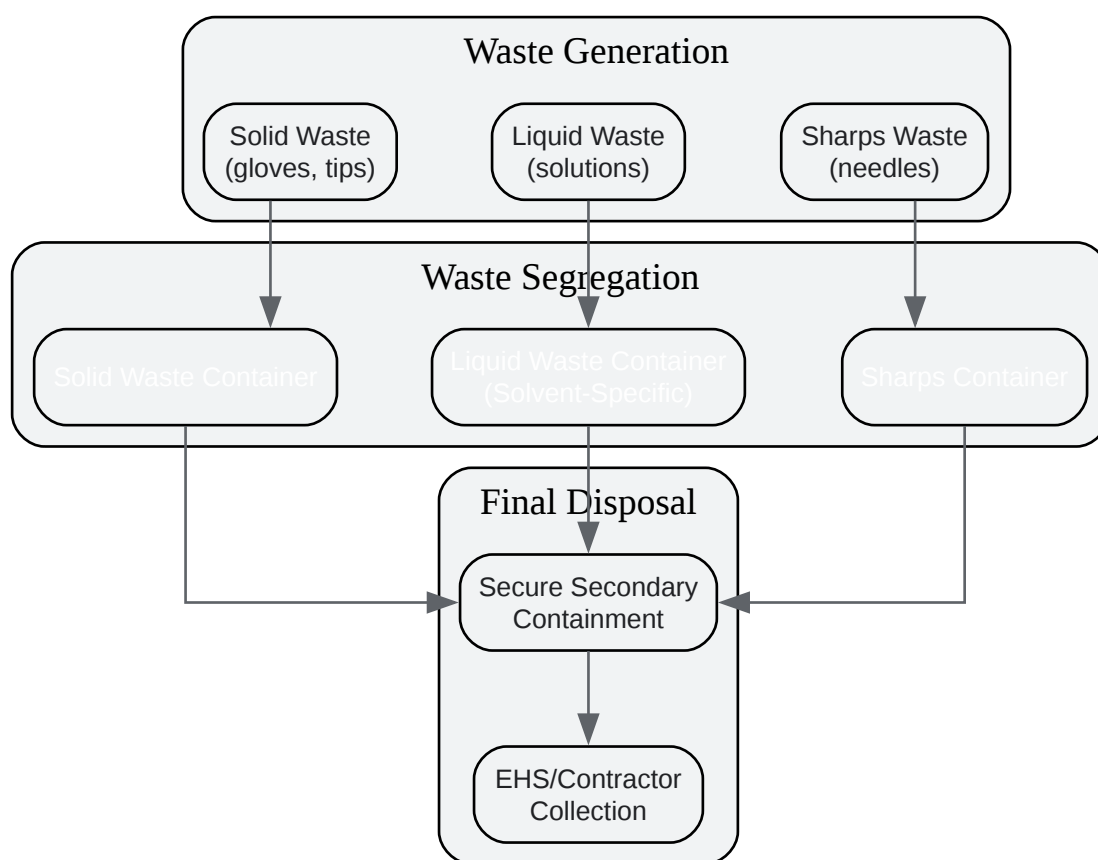 Waste Generation
Solid Waste
(gloves, tips)
Liquid Waste
(solutions)
Sharps Waste
(needles)
Waste Segregation
Solid Waste Container
Liquid Waste Container
(Solvent-Specific)
Sharps Container
Final Disposal
Secure Secondary
Containment
EHS/Contractor
Collection